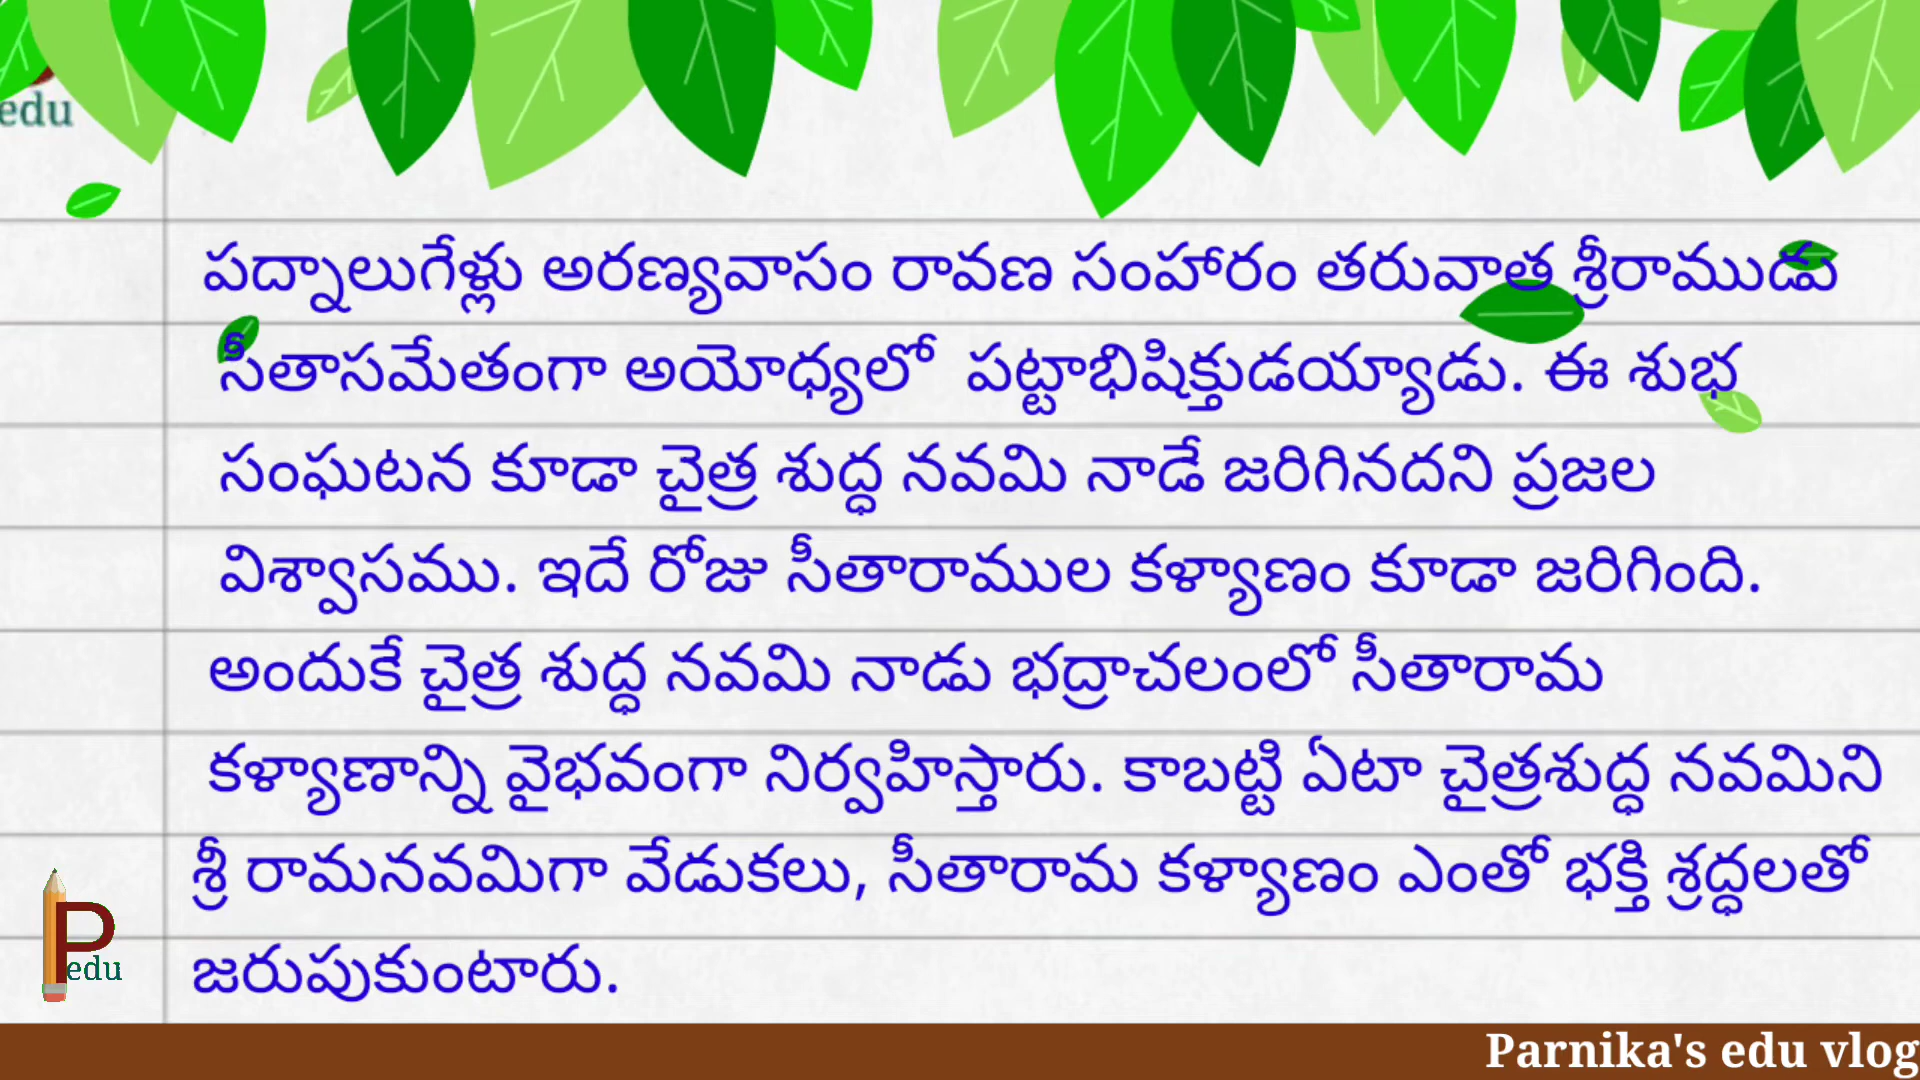 edu
పద్నాలుగేళ్లు అరణ్యవాసం రావణ సంహారం తరువాత శ్రీరాముడు
సీతాసమేతంగా అయోధ్యలో పట్టాభిషిక్తుడయ్యాడు. ఈ శుభ
సంఘటన కూడా చైత్ర శుద్ధ నవమి నాడే జరిగినదని ప్రజల
విశ్వాసము. ఇదే రోజు సీతారాముల కళ్యాణం కూడా జరిగింది.
అందుకే చైత్ర శుద్ధ నవమి నాడు భద్రాచలంలో సీతారామ
కళ్యాణాన్ని వైభవంగా నిర్వహిస్తారు. కాబట్టి ఏటా చైత్రశుద్ధ నవమిని
శ్రీ రామనవమిగా వేడుకలు, సీతారామ కళ్యాణం ఎంతో భక్తి శ్రద్ధలతో
జరుపుకుంటారు.
P
edu
Parnika's edu vlog